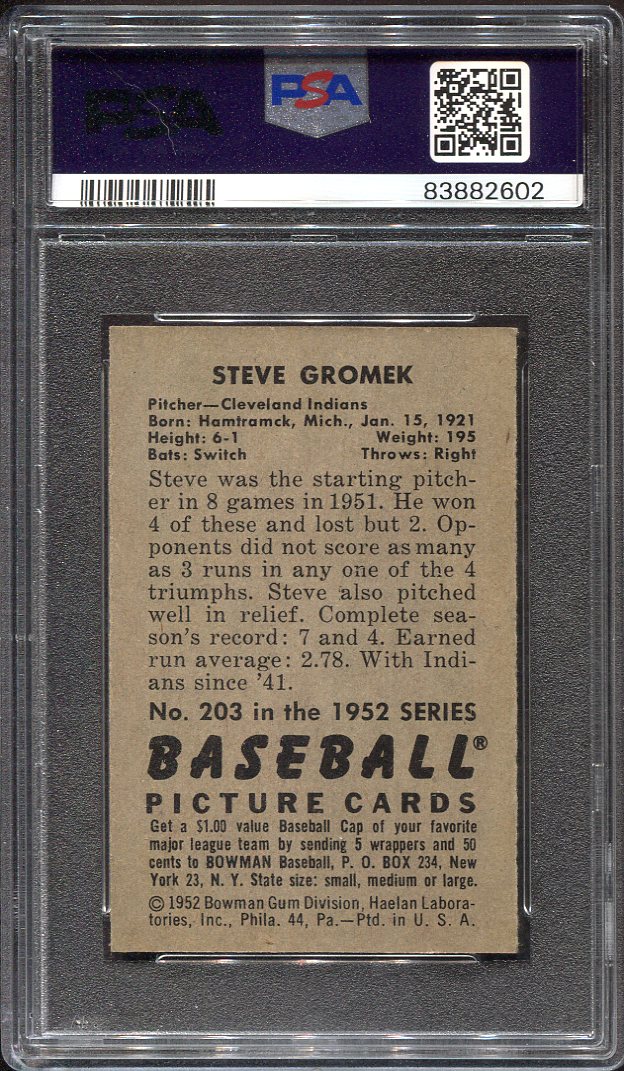 PSA
PSA
83882602
STEVE GROMEK
Pitcher—Cleveland Indians
Born: Hamtramck, Mich., Jan. 15, 1921
Height: 6-1 Weight: 195
Bats: Switch Throws: Right
Steve was the starting pitch-
er in 8 games in 1951. He won
4 of these and lost but 2. Op-
ponents did not score as many
as 3 runs in any one of the 4
triumphs. Steve also pitched
well in relief. Complete sea-
son's record: 7 and 4. Earned
run average: 2.78. With Indi-
ans since '41.
No. 203 in the 1952 SERIES
BASEBALL®
PICTURE CARDS
Get a $1.00 value Baseball Cap of your favorite
major league team by sending 5 wrappers and 50
cents to BOWMAN Baseball, P. O. BOX 234, New
York 23, N. Y. State size: small, medium or large.
© 1952 Bowman Gum Division, Haelan Labora-
tories, Inc., Phila. 44, Pa.—Ptd. in U. S. A.